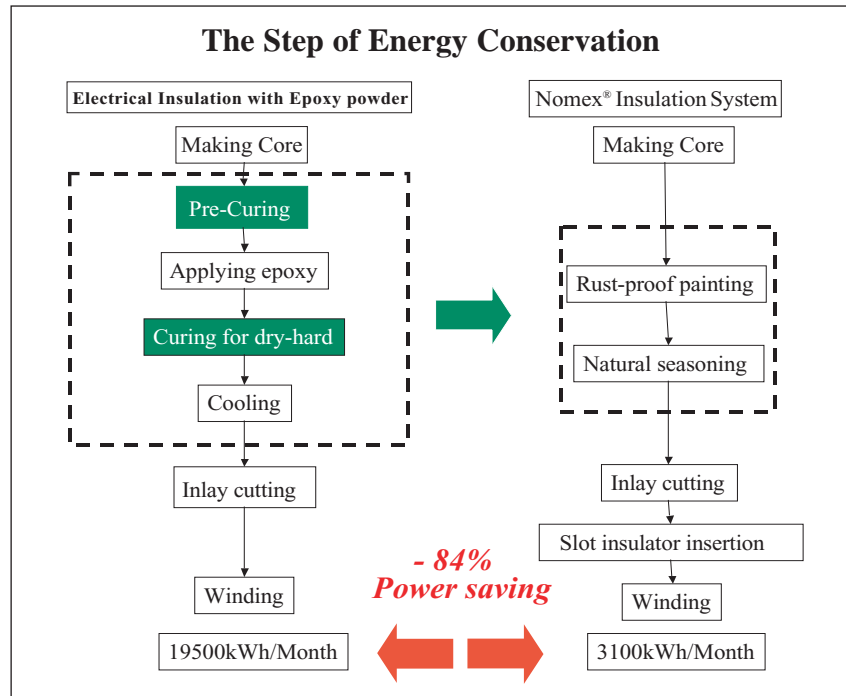 The Step of Energy Conservation
Electrical Insulation with Epoxy powder
Making Core
Pre-Curing
Applying epoxy
Curing for dry-hard
Cooling
Inlay cutting
Winding
19500kWh/Month
Nomex® Insulation System
Making Core
Rust-proof painting
Natural seasoning
Inlay cutting
Slot insulator insertion
Winding
3100kWh/Month
- 84%
Power saving